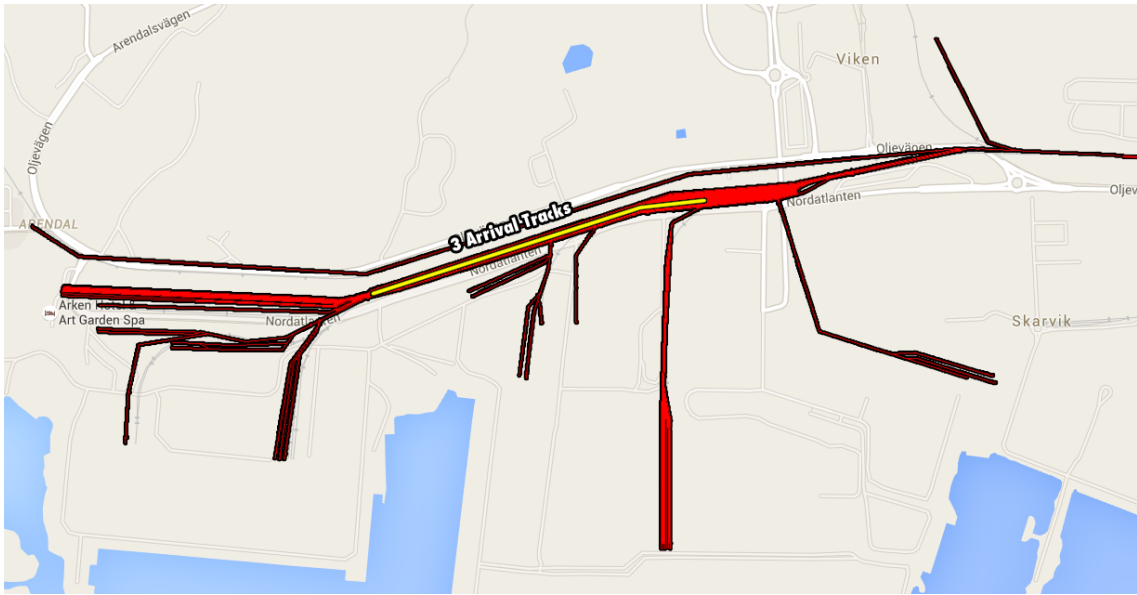 Arendalsvägen
Viken
Oljevägen
Oljevägen
Oljev
Nordatlanten
ARENDAL
3 Arrival Tracks
Nordatlanten
Arken Hotel &
Art Garden Spa
Nordatlanten
Skarvik